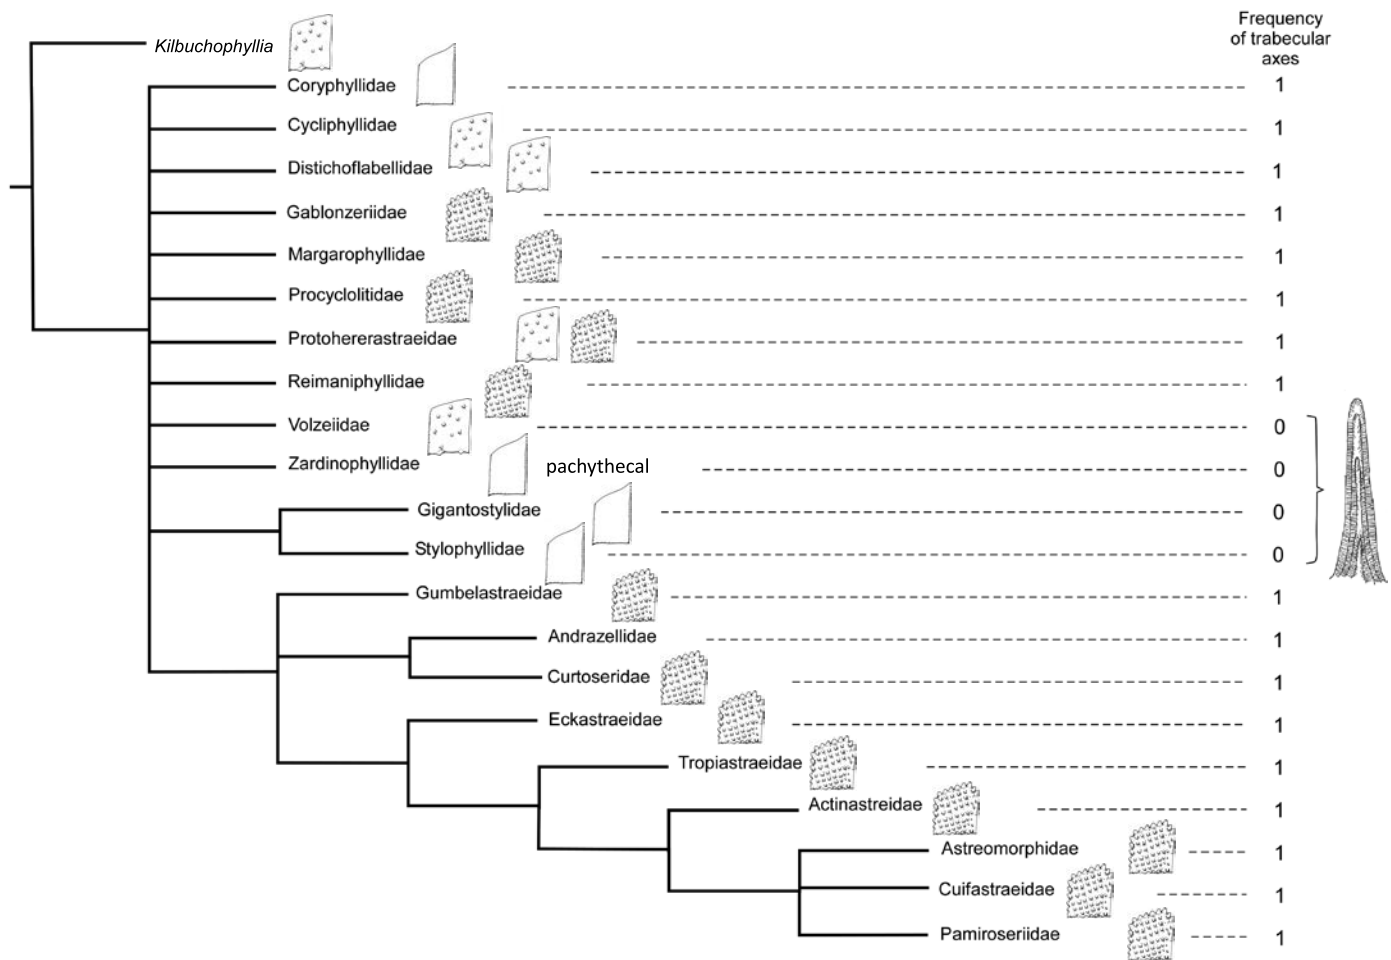 Frequency
of trabecular
axes
Kilbuchophyllia
Coryphyllidae 1
Cycliphyllidae 1
Distichoflabellidae 1
Gablonzeriidae 1
Margarophyllidae 1
Procyclolitidae 1
Protohererastraeidae 1
Reimaniphyllidae 1
Volzeiidae 0
Zardinophyllidae pachythecal 0
Gigantostylidae 0
Stylophyllidae 0
Gumbelastraeidae 1
Andrazellidae 1
Curtoseridae 1
Eckastraeidae 1
Tropiastraeidae 1
Actinastreidae 1
Astreomorphidae 1
Cuifastraeidae 1
Pamiroseriidae 1